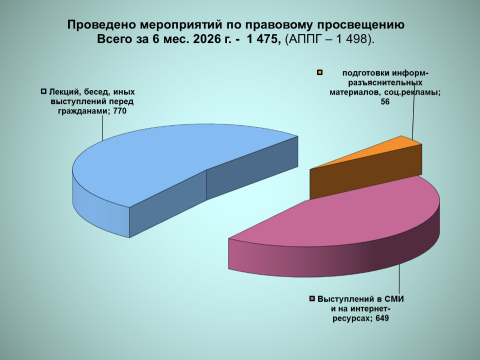 Проведено мероприятий по правовому просвещению
Всего за 6 мес. 2026 г. - 1 475, (АППГ – 1 498).
Лекций, бесед, иных
выступлений перед
гражданами; 770
подготовки информ-
разъяснительных
материалов, соц.рекламы;
56
Выступлений в СМИ
и на интернет-
ресурсах; 649